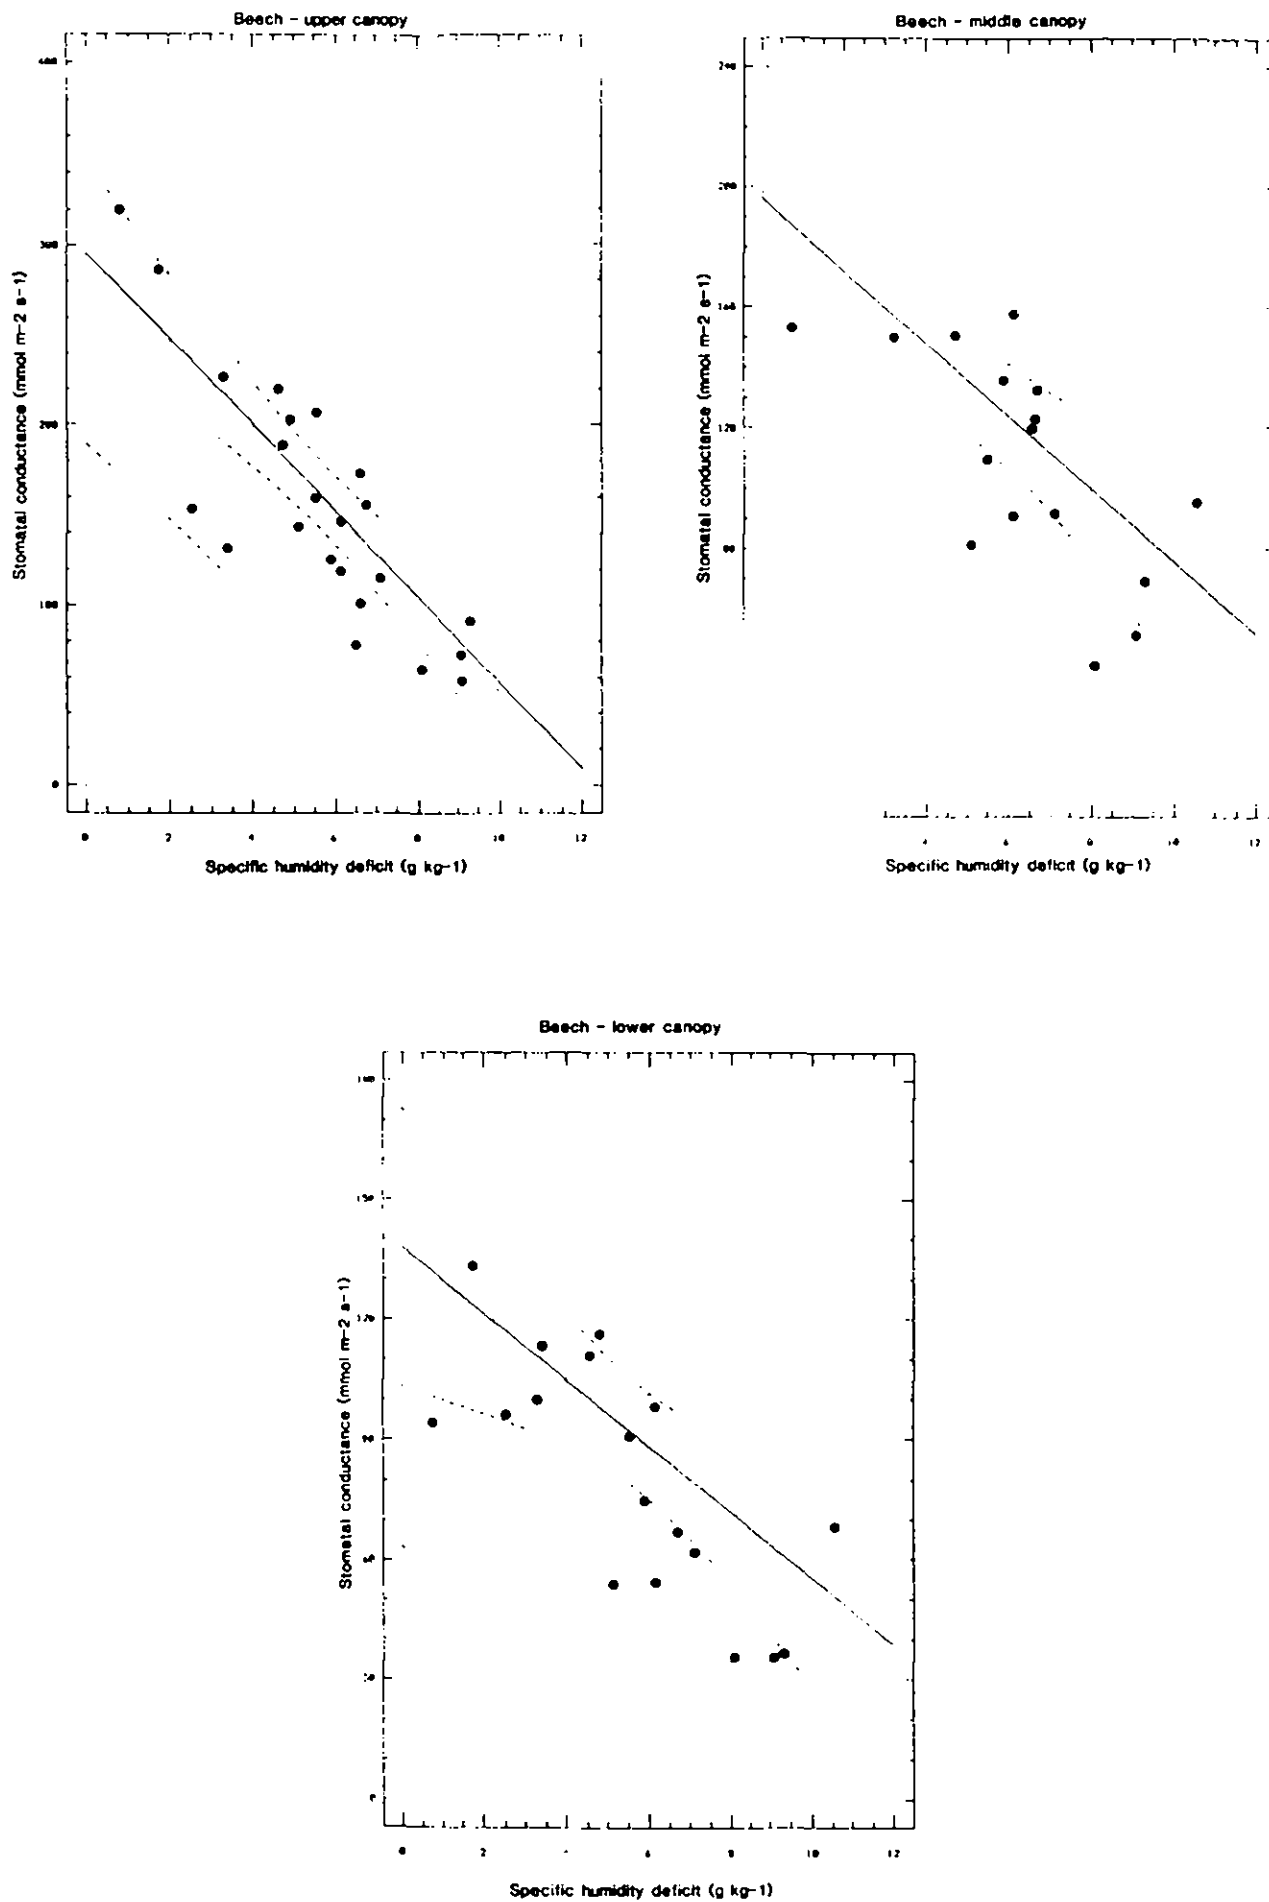 Beech - upper canopy
400
300
200
100
0
0 2 4 6 8 10 12
Stomatal conductance (mmol m-2 s-1)
Specific humidity deficit (g kg-1)
Beech - middle canopy
200
160
120
80
10 12
Stomatal conductance (mmol m-2 s-1)
Specific humidity deficit (g kg-1)
Beech - lower canopy
0 2 4 6 8 10 12
Stomatal conductance (mmol m-2 s-1)
Specific humidity deficit (g kg-1)